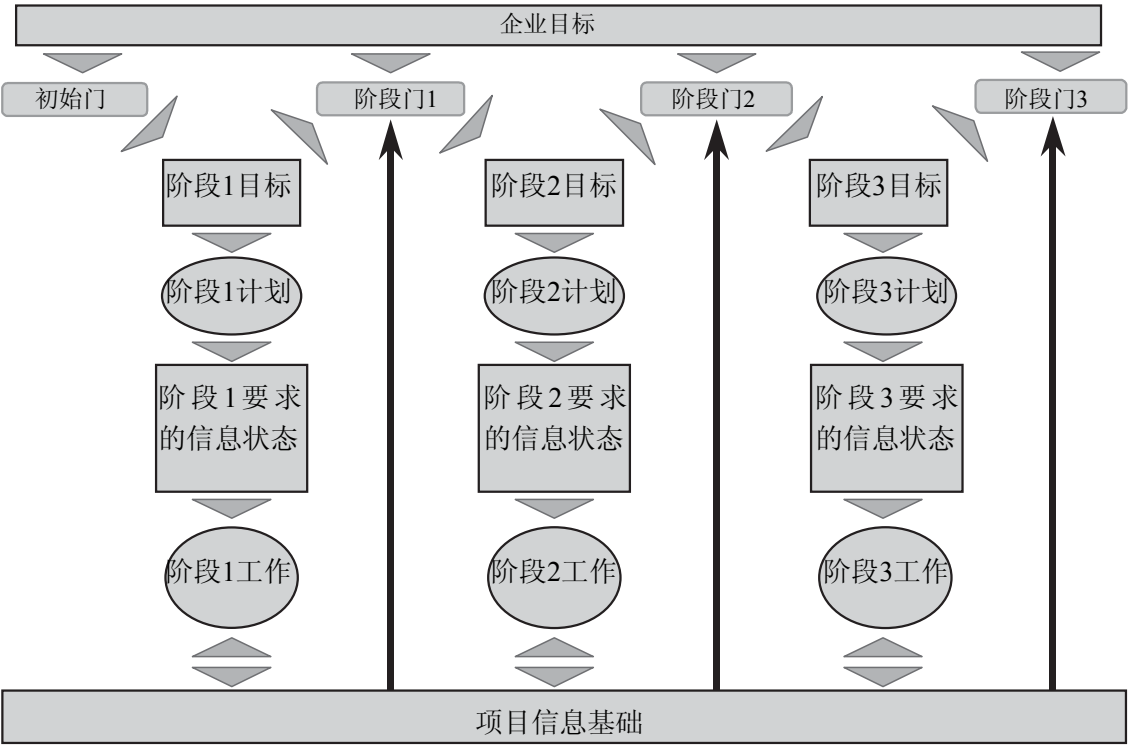 企业目标
初始门
阶段门1
阶段门2
阶段门3
阶段1目标
阶段2目标
阶段3目标
阶段1计划
阶段2计划
阶段3计划
阶段1要求
的信息状态
阶段2要求
的信息状态
阶段3要求
的信息状态
阶段1工作
阶段2工作
阶段3工作
项目信息基础